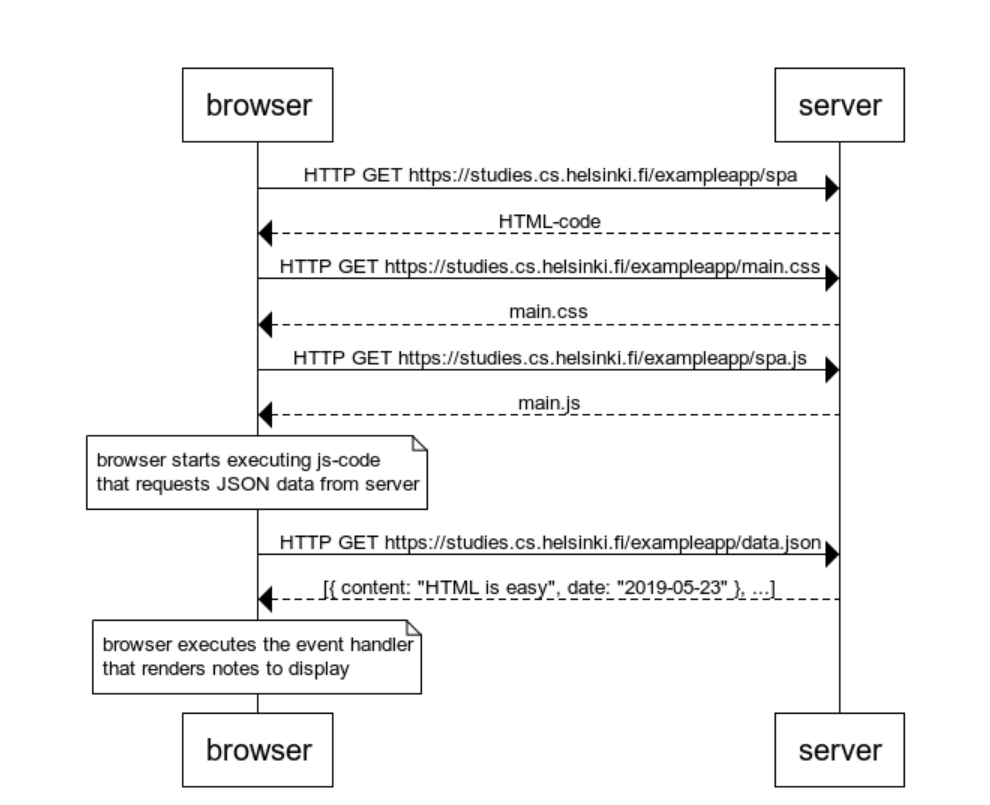 browser
server
HTTP GET https://studies.cs.helsinki.fi/exampleapp/spa
HTML-code
HTTP GET https://studies.cs.helsinki.fi/exampleapp/main.css
main.css
HTTP GET https://studies.cs.helsinki.fi/exampleapp/spa.js
main.js
browser starts executing js-code
that requests JSON data from server
HTTP GET https://studies.cs.helsinki.fi/exampleapp/data.json
[{ content: "HTML is easy", date: "2019-05-23" }, ...]
browser executes the event handler
that renders notes to display
browser
server